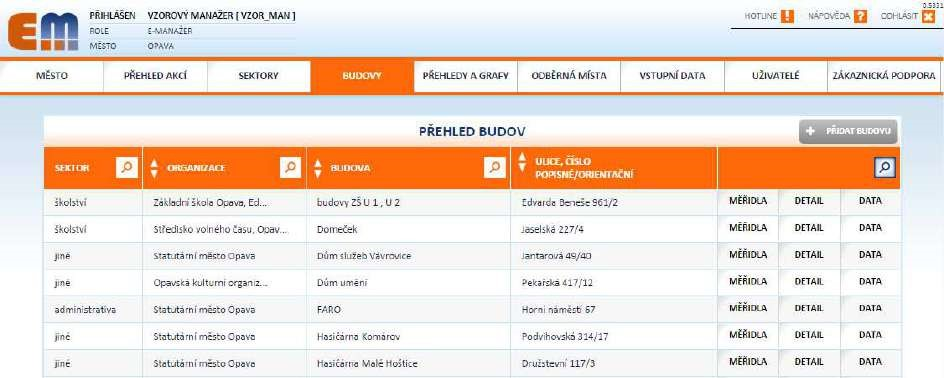 0.5331
EM
PŘIHLÁŠEN VZOROVÝ MANAŽER [ VZOR_MAN ]
ROLE E-MANAŽER
MĚSTO OPAVA
HOTLINE ! NÁPOVĚDA ? ODHLÁSIT
MĚSTO PŘEHLED AKCÍ SEKTORY BUDOVY PŘEHLEDY A GRAFY ODBĚRNÁ MÍSTA VSTUPNÍ DATA UŽIVATELÉ ZÁKAZNICKÁ PODPORA
PŘEHLED BUDOV
+ PŘIDAT BUDOVU
SEKTOR ORGANIZACE BUDOVA ULICE, ČÍSLO
POPISNÉ/ORIENTAČNÍ
školství Základní škola Opava, Ed... budovy ZŠ U 1 , U 2 Edvarda Beneše 961/2 MĚŘIDLA DETAIL DATA
školství Středisko volného času, Opav... Domeček Jaselská 227/4 MĚŘIDLA DETAIL DATA
jiné Statutární město Opava Dům služeb Vávrovice Jantarová 49/40 MĚŘIDLA DETAIL DATA
jiné Opavská kulturní organiz... Dům umění Pekařská 417/12 MĚŘIDLA DETAIL DATA
administrativa Statutární město Opava FARO Horní náměstí 67 MĚŘIDLA DETAIL DATA
jiné Statutární město Opava Hasičárna Komárov Podvihovská 314/17 MĚŘIDLA DETAIL DATA
jiné Statutární město Opava Hasičárna Malé Hoštice Družstevní 117/3 MĚŘIDLA DETAIL DATA